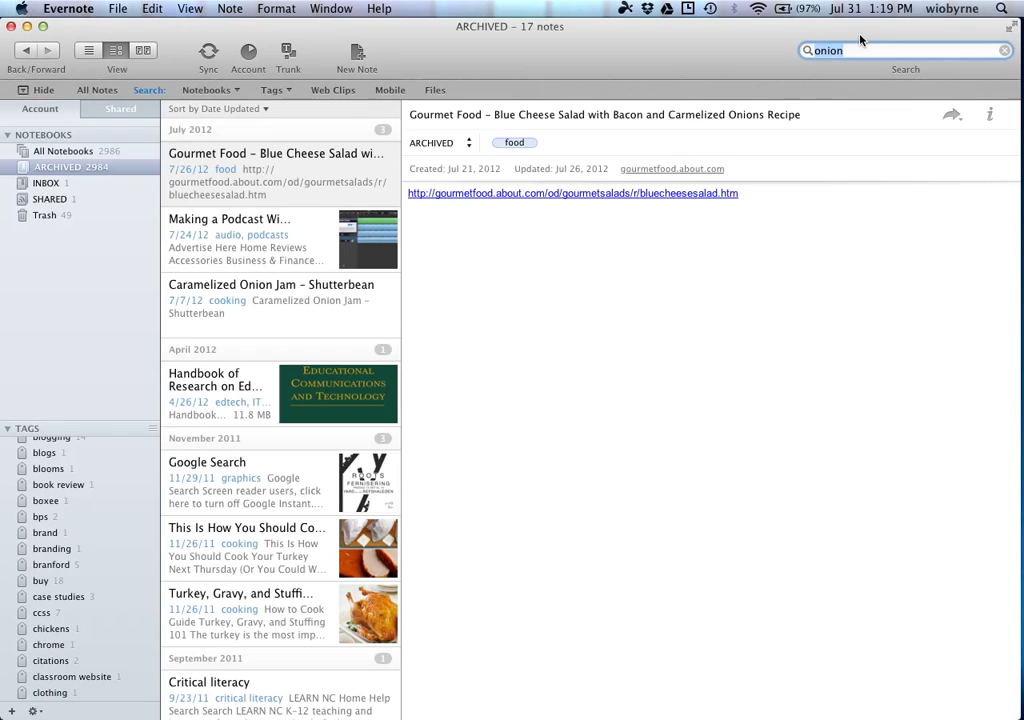 Evernote File Edit View Note Format Window Help (97%) Jul 31 1:19 PM wiobyrne
ARCHIVED – 17 notes
onion
Back/Forward View Sync Account Trunk New Note Search
Hide All Notes Search: Notebooks Tags Web Clips Mobile Files
Account Shared
NOTEBOOKS
All Notebooks 2986
ARCHIVED 2984
INBOX 1
SHARED 1
Trash 49
TAGS
blogging 14
blogs 1
blooms 1
book review 1
boxee 1
bps 2
brand 1
branding 1
branford 5
buy 18
case studies 3
ccss 7
chickens 1
chrome 1
citations 2
classroom website 1
clothing 1
Sort by Date Updated
July 2012 3
Gourmet Food – Blue Cheese Salad wi...
7/26/12 food http://
gourmetfood.about.com/od/gourmetsalads/r/
bluecheesesalad.htm
Making a Podcast Wi...
7/24/12 audio, podcasts
Advertise Here Home Reviews
Accessories Business & Finance...
Caramelized Onion Jam – Shutterbean
7/7/12 cooking Caramelized Onion Jam –
Shutterbean
April 2012 1
Handbook of
Research on Ed...
4/26/12 edtech, IT...
Handbook... 11.8 MB
EDUCATIONAL
COMMUNICATIONS
AND TECHNOLOGY
November 2011 3
Google Search
11/29/11 graphics Google
Search Screen reader users, click
here to turn off Google Instant....
ROOTS
FERNISERING
This Is How You Should Co...
11/26/11 cooking This Is How
You Should Cook Your Turkey
Next Thursday (Or You Could W...
Turkey, Gravy, and Stuffi...
11/26/11 cooking How to Cook
Guide Turkey, Gravy, and Stuffing
101 The turkey is the most imp...
September 2011 1
Critical literacy
9/23/11 critical literacy LEARN NC Home Help
Search Search LEARN NC K–12 teaching and
Gourmet Food – Blue Cheese Salad with Bacon and Carmelized Onions Recipe
ARCHIVED food
Created: Jul 21, 2012 Updated: Jul 26, 2012 gourmetfood.about.com
http://gourmetfood.about.com/od/gourmetsalads/r/bluecheesesalad.htm